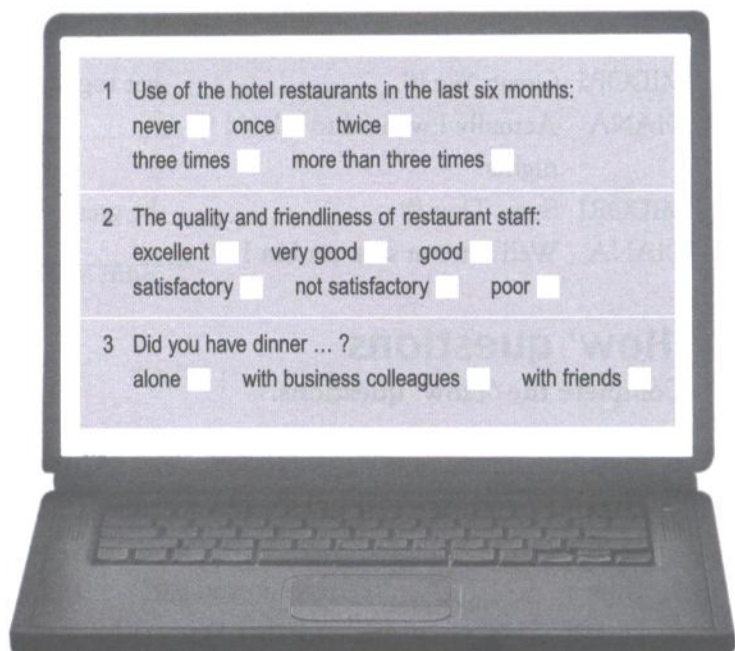 1 Use of the hotel restaurants in the last six months:
never once twice
three times more than three times
2 The quality and friendliness of restaurant staff:
excellent very good good
satisfactory not satisfactory poor
3 Did you have dinner ... ?
alone with business colleagues with friends